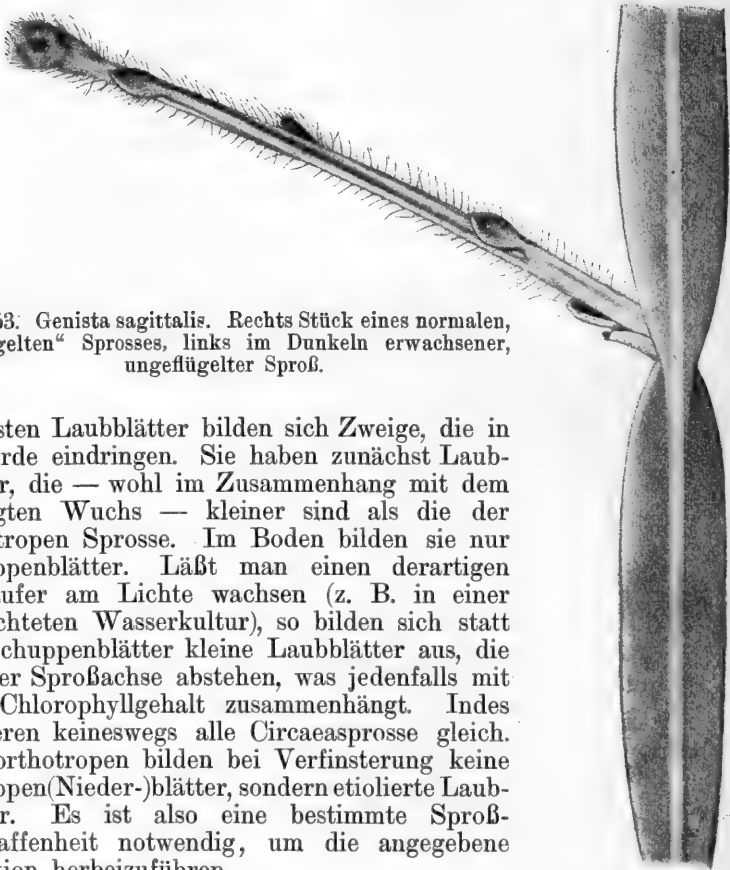 53. Genista sagittalis. Rechts Stück eines normalen,
gelten“ Sprosses, links im Dunkeln erwachsener,
ungeflügelter Sproß.
sten Laubblätter bilden sich Zweige, die in
rde eindringen. Sie haben zunächst Laub-
r, die — wohl im Zusammenhang mit dem
gten Wuchs — kleiner sind als die der
tropen Sprosse. Im Boden bilden sie nur
ppenblätter. Läßt man einen derartigen
ufer am Lichte wachsen (z. B. in einer
chteten Wasserkultur), so bilden sich statt
chuppenblätter kleine Laubblätter aus, die
er Sproßachse abstehen, was jedenfalls mit
Chlorophyllgehalt zusammenhängt. Indes
eren keineswegs alle Circaeasprosse gleich.
orthotropen bilden bei Verfinsterung keine
ppen(Nieder-)blätter, sondern etiolierte Laub-
r. Es ist also eine bestimmte Sproß-
affenheit notwendig, um die angegebene
tion herbeizuführen